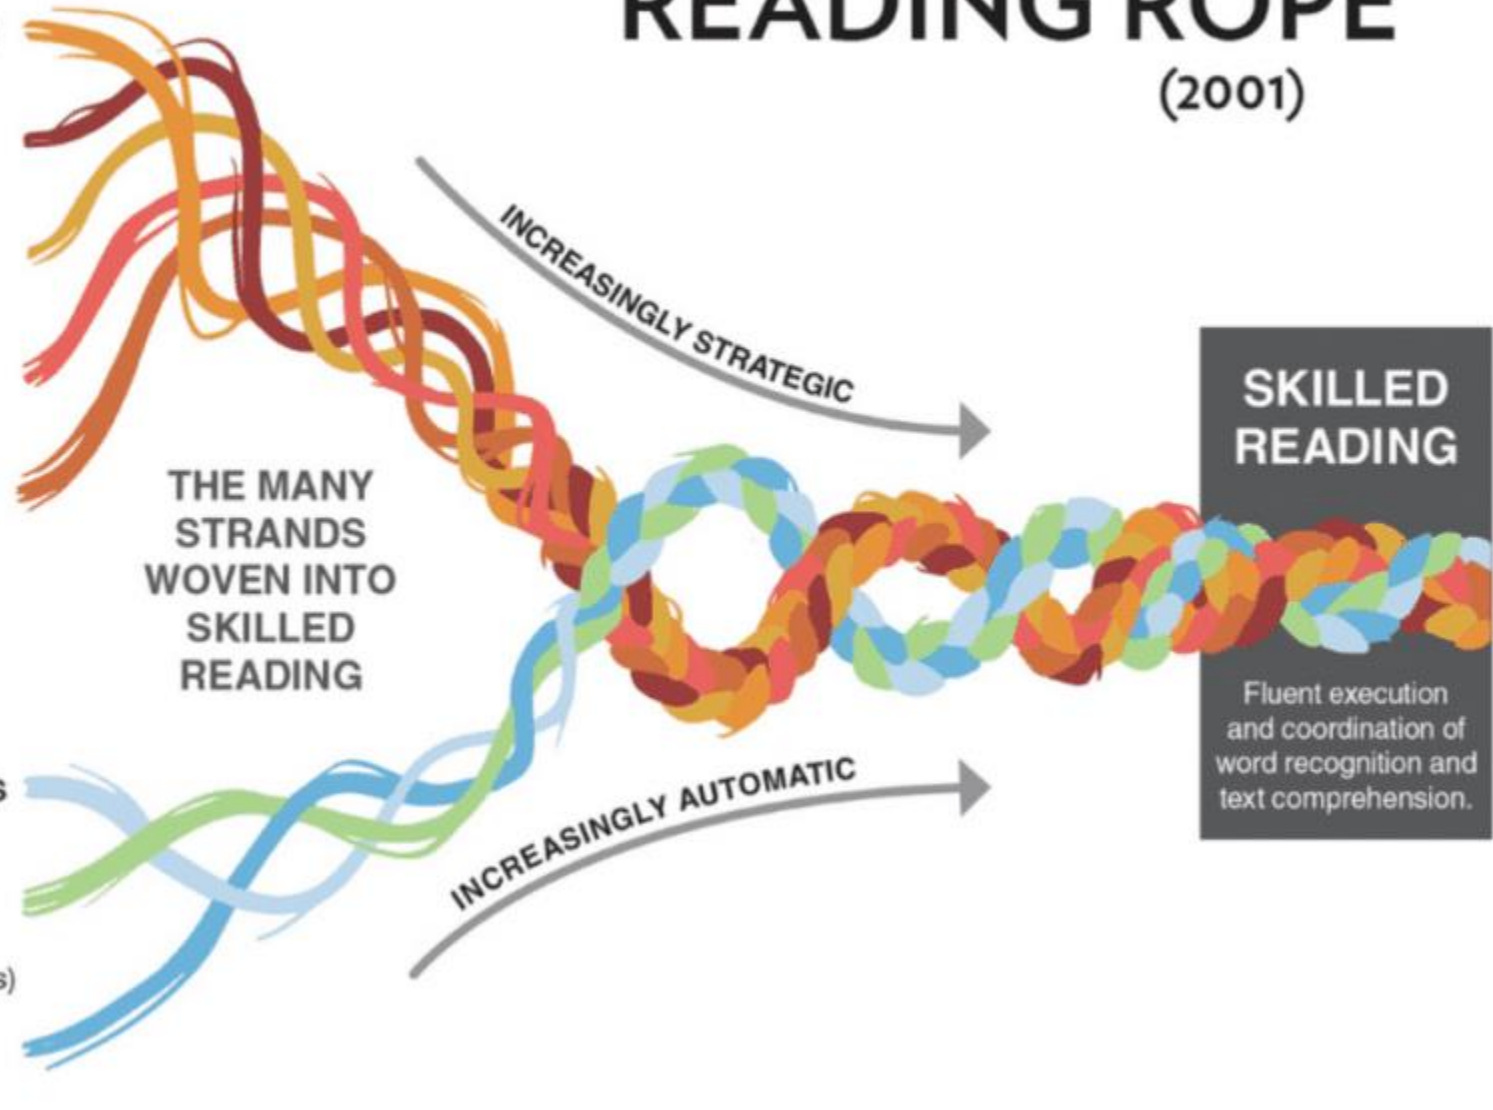 READING ROPE
(2001)
INCREASINGLY STRATEGIC
SKILLED
READING
THE MANY
STRANDS
WOVEN INTO
SKILLED
READING
Fluent execution
and coordination of
word recognition and
text comprehension.
INCREASINGLY AUTOMATIC
s
s)